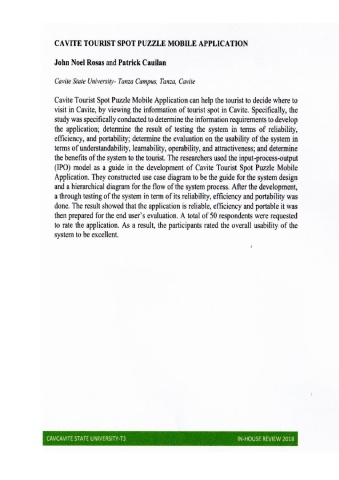 CAVITE TOURIST SPOT PUZZLE MOBILE APPLICATION
John Noel Rosas and Patrick Cauilan
Cavite State University- Tanza Campus, Tanza, Cavite
Cavite Tourist Spot Puzzle Mobile Application can help the tourist to decide where to
visit in Cavite, by viewing the information of tourist spot in Cavite. Specifically, the
study was specifically conducted to determine the information requirements to develop
the application; determine the result of testing the system in terms of reliability,
efficiency, and portability; determine the evaluation on the usability of the system in
terms of understandability, learnability, operability, and attractiveness; and determine
the benefits of the system to the tourist. The researchers used the input-process-output
(IPO) model as a guide in the development of Cavite Tourist Spot Puzzle Mobile
Application. They constructed use case diagram to be the guide for the system design
and a hierarchical diagram for the flow of the system process. After the development,
a through testing of the system in term of its reliability, efficiency and portability was
done. The result showed that the application is reliable, efficiency and portable it was
then prepared for the end user's evaluation. A total of 50 respondents were requested
to rate the application. As a result, the participants rated the overall usability of the
system to be excellent.
CAVCAVITE STATE UNIVERSITY-T3 IN-HOUSE REVIEW 2018